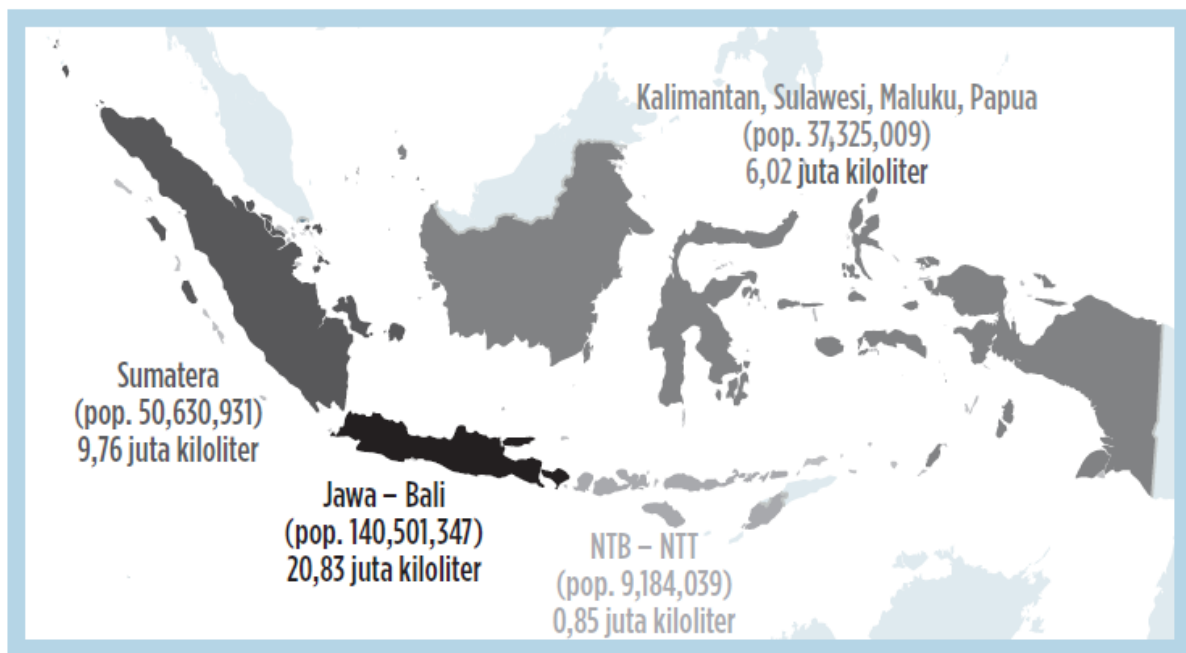 Kalimantan, Sulawesi, Maluku, Papua
(pop. 37,325,009)
6,02 juta kiloliter
Sumatera
(pop. 50,630,931)
9,76 juta kiloliter
Jawa – Bali
(pop. 140,501,347)
20,83 juta kiloliter
NTB – NTT
(pop. 9,184,039)
0,85 juta kiloliter